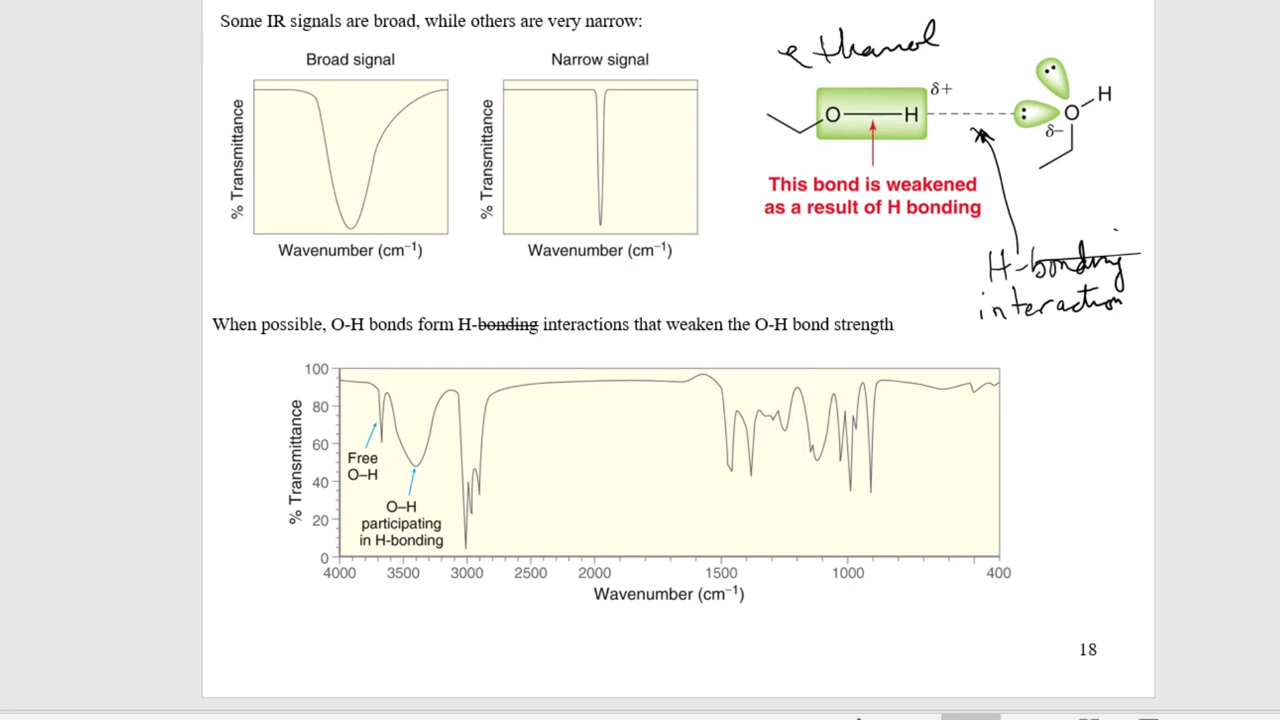 Some IR signals are broad, while others are very narrow:
Broad signal
% Transmittance
Wavenumber (cm⁻¹)
Narrow signal
% Transmittance
Wavenumber (cm⁻¹)
ethanol
O H δ+ : : O H
δ−
This bond is weakened
as a result of H bonding
H-bonding
interaction
When possible, O-H bonds form H-bonding interactions that weaken the O-H bond strength
% Transmittance
100
80
60
40
20
0
Free
O–H
O–H
participating
in H-bonding
4000 3500 3000 2500 2000 1500 1000 400
Wavenumber (cm⁻¹)
18